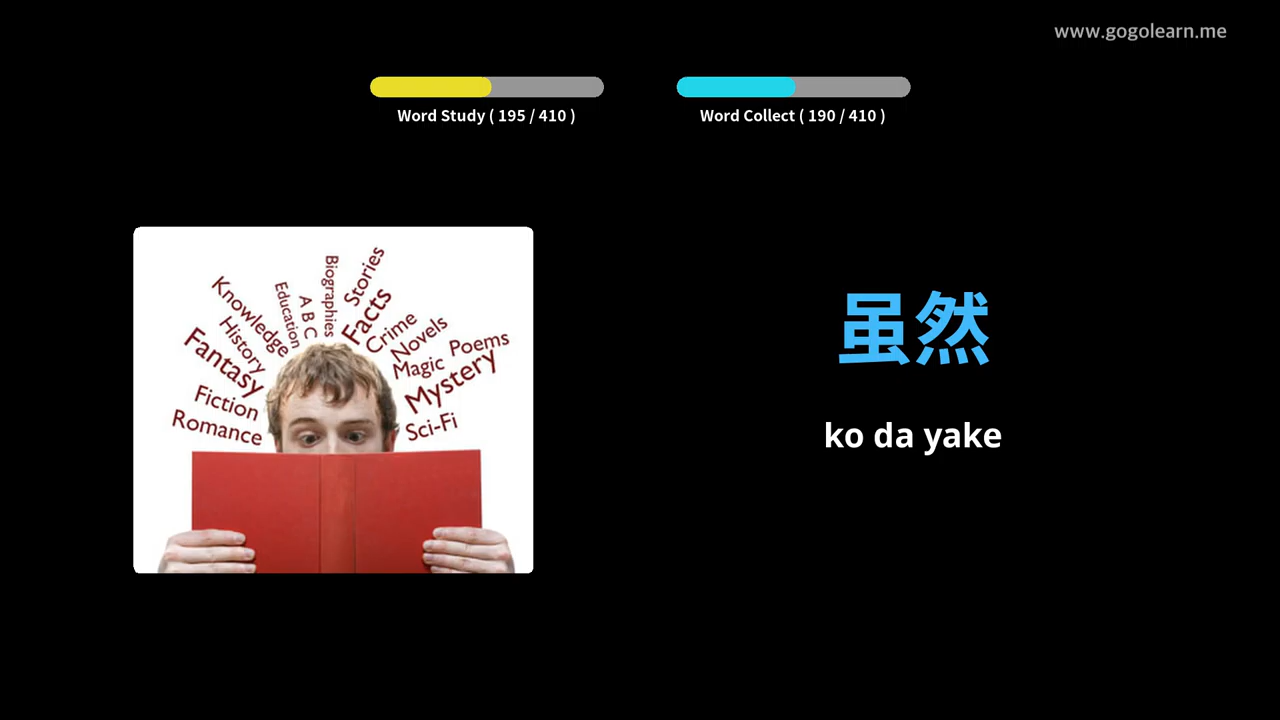 www.gogolearn.me
Word Study ( 195 / 410 )
Word Collect ( 190 / 410 )
Knowledge
Education
A B C
Biographies
Stories
Facts
Crime
Novels
Poems
Magic
Mystery
Sci-Fi
History
Fantasy
Fiction
Romance
虽然
ko da yake